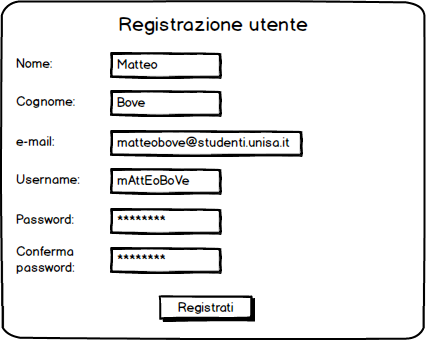 Registrazione utente
Nome: Matteo
Cognome: Bove
e-mail: matteobove@studenti.unisa.it
Username: mAttEoBoVe
Password: ********
Conferma
password: ********
Registrati